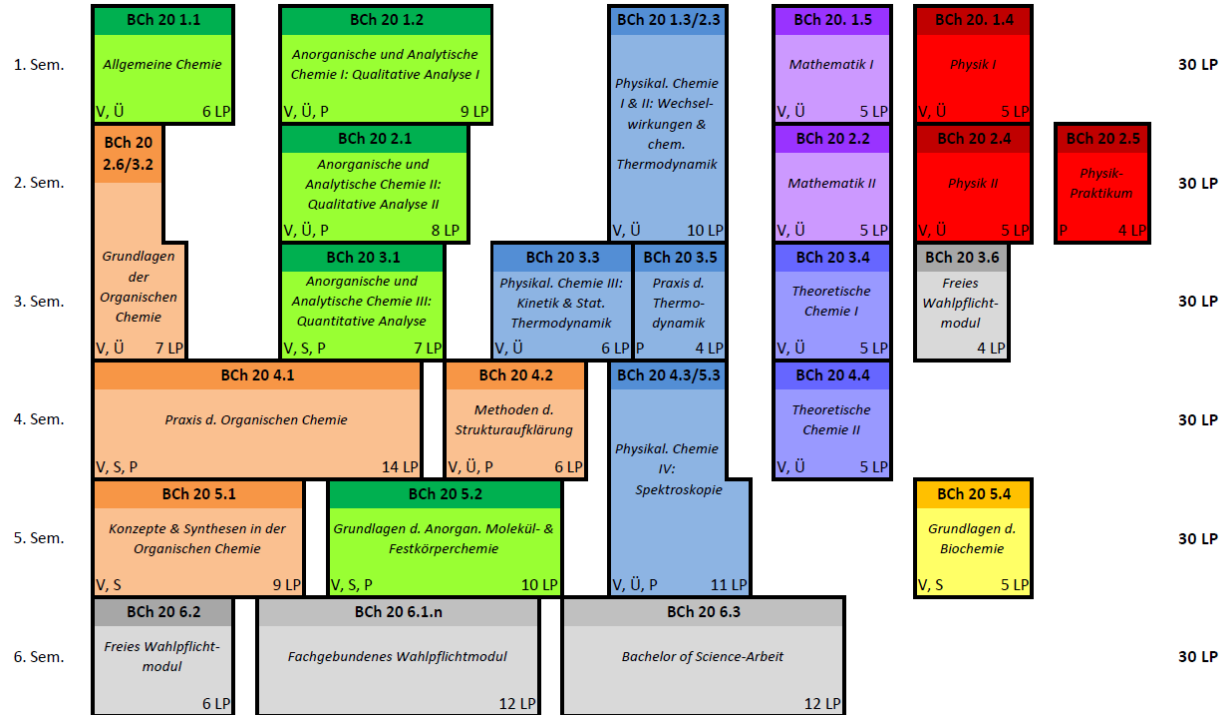 BCh 20 1.1
BCh 20 1.2
BCh 20 1.3/2.3
BCh 20. 1.5
BCh 20. 1.4
1. Sem.
Allgemeine Chemie
Anorganische und Analytische
Chemie I: Qualitative Analyse I
Physikal. Chemie
I & II: Wechsel-
wirkungen &
chem.
Thermodynamik
Mathematik I
Physik I
30 LP
V, Ü 6 LP
V, Ü, P 9 LP
V, Ü 5 LP
V, Ü 5 LP
BCh 20
2.6/3.2
BCh 20 2.1
BCh 20 2.2
BCh 20 2.4
BCh 20 2.5
2. Sem.
Anorganische und
Analytische Chemie II:
Qualitative Analyse II
Mathematik II
Physik II
Physik-
Praktikum
30 LP
V, Ü, P 8 LP
V, Ü 10 LP
V, Ü 5 LP
V, Ü 5 LP
P 4 LP
BCh 20 3.1
BCh 20 3.3
BCh 20 3.5
BCh 20 3.4
BCh 20 3.6
3. Sem.
Grundlagen
der
Organischen
Chemie
Anorganische und
Analytische Chemie III:
Quantitative Analyse
Physikal. Chemie III:
Kinetik & Stat.
Thermodynamik
Praxis d.
Thermo-
dynamik
Theoretische
Chemie I
Freies
Wahlpflicht-
modul
30 LP
V, Ü 7 LP
V, S, P 7 LP
V, Ü 6 LP
P 4 LP
V, Ü 5 LP
4 LP
BCh 20 4.1
BCh 20 4.2
BCh 20 4.3/5.3
BCh 20 4.4
4. Sem.
Praxis d. Organischen Chemie
Methoden d.
Strukturaufklärung
Physikal. Chemie
IV:
Spektroskopie
Theoretische
Chemie II
30 LP
V, S, P 14 LP
V, Ü, P 6 LP
V, Ü 5 LP
BCh 20 5.1
BCh 20 5.2
BCh 20 5.4
5. Sem.
Konzepte & Synthesen in der
Organischen Chemie
Grundlagen d. Anorgan. Molekül- &
Festkörperchemie
Grundlagen d.
Biochemie
30 LP
V, S 9 LP
V, S, P 10 LP
V, Ü, P 11 LP
V, S 5 LP
BCh 20 6.2
BCh 20 6.1.n
BCh 20 6.3
6. Sem.
Freies Wahlpflicht-
modul
Fachgebundenes Wahlpflichtmodul
Bachelor of Science-Arbeit
30 LP
6 LP
12 LP
12 LP